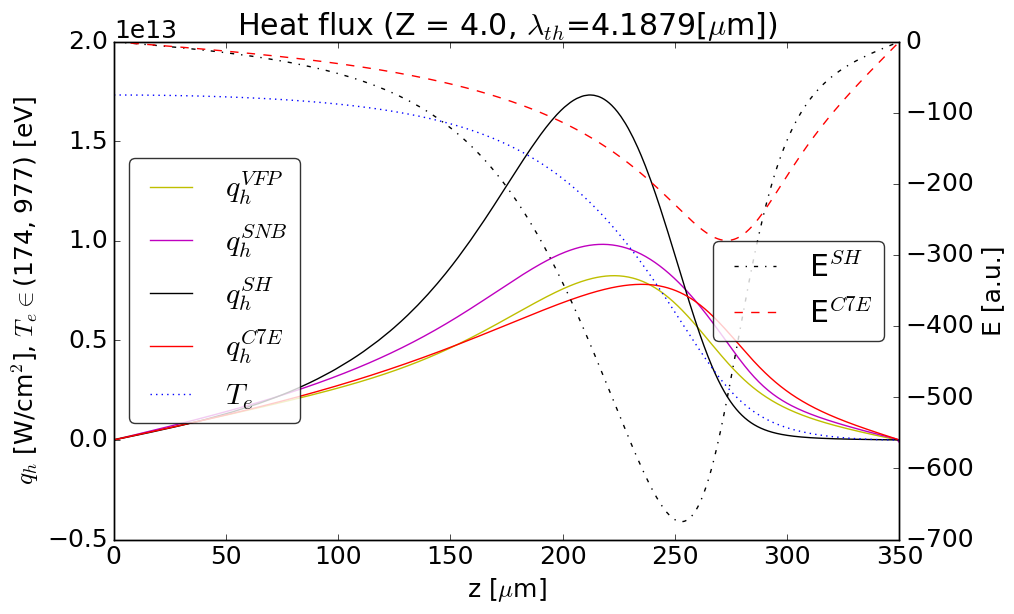 Heat flux (Z = 4.0, λ_th=4.1879[μm])
1e13
2.0
1.5
1.0
0.5
0.0
−0.5
q_h [W/cm²], T_e ∈ (174, 977) [eV]
q_h^VFP
q_h^SNB
q_h^SH
q_h^C7E
T_e
E^SH
E^C7E
0
−100
−200
−300
−400
−500
−600
−700
E [a.u.]
0 50 100 150 200 250 300 350
z [μm]